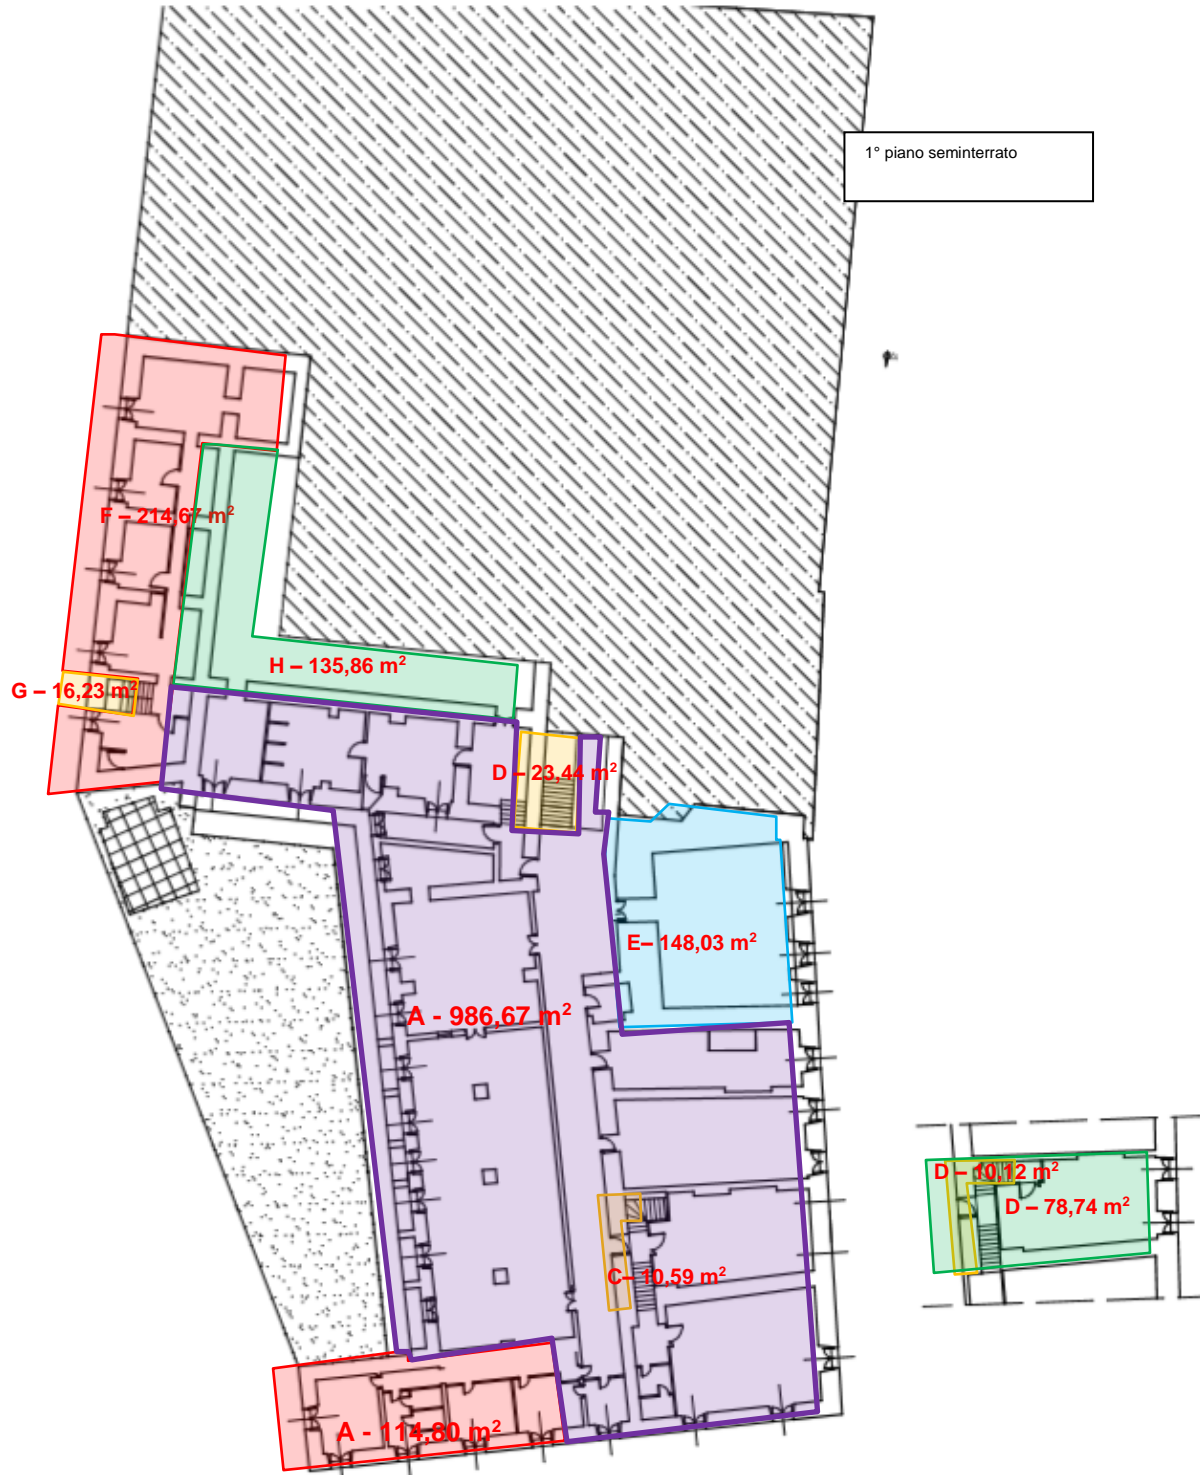 1° piano seminterrato
F – 214,67 m²
H – 135,86 m²
G – 16,23 m²
D – 23,44 m²
E– 148,03 m²
A - 986,67 m²
D – 10,12 m²
D – 78,74 m²
C– 10,59 m²
A - 114,80 m²